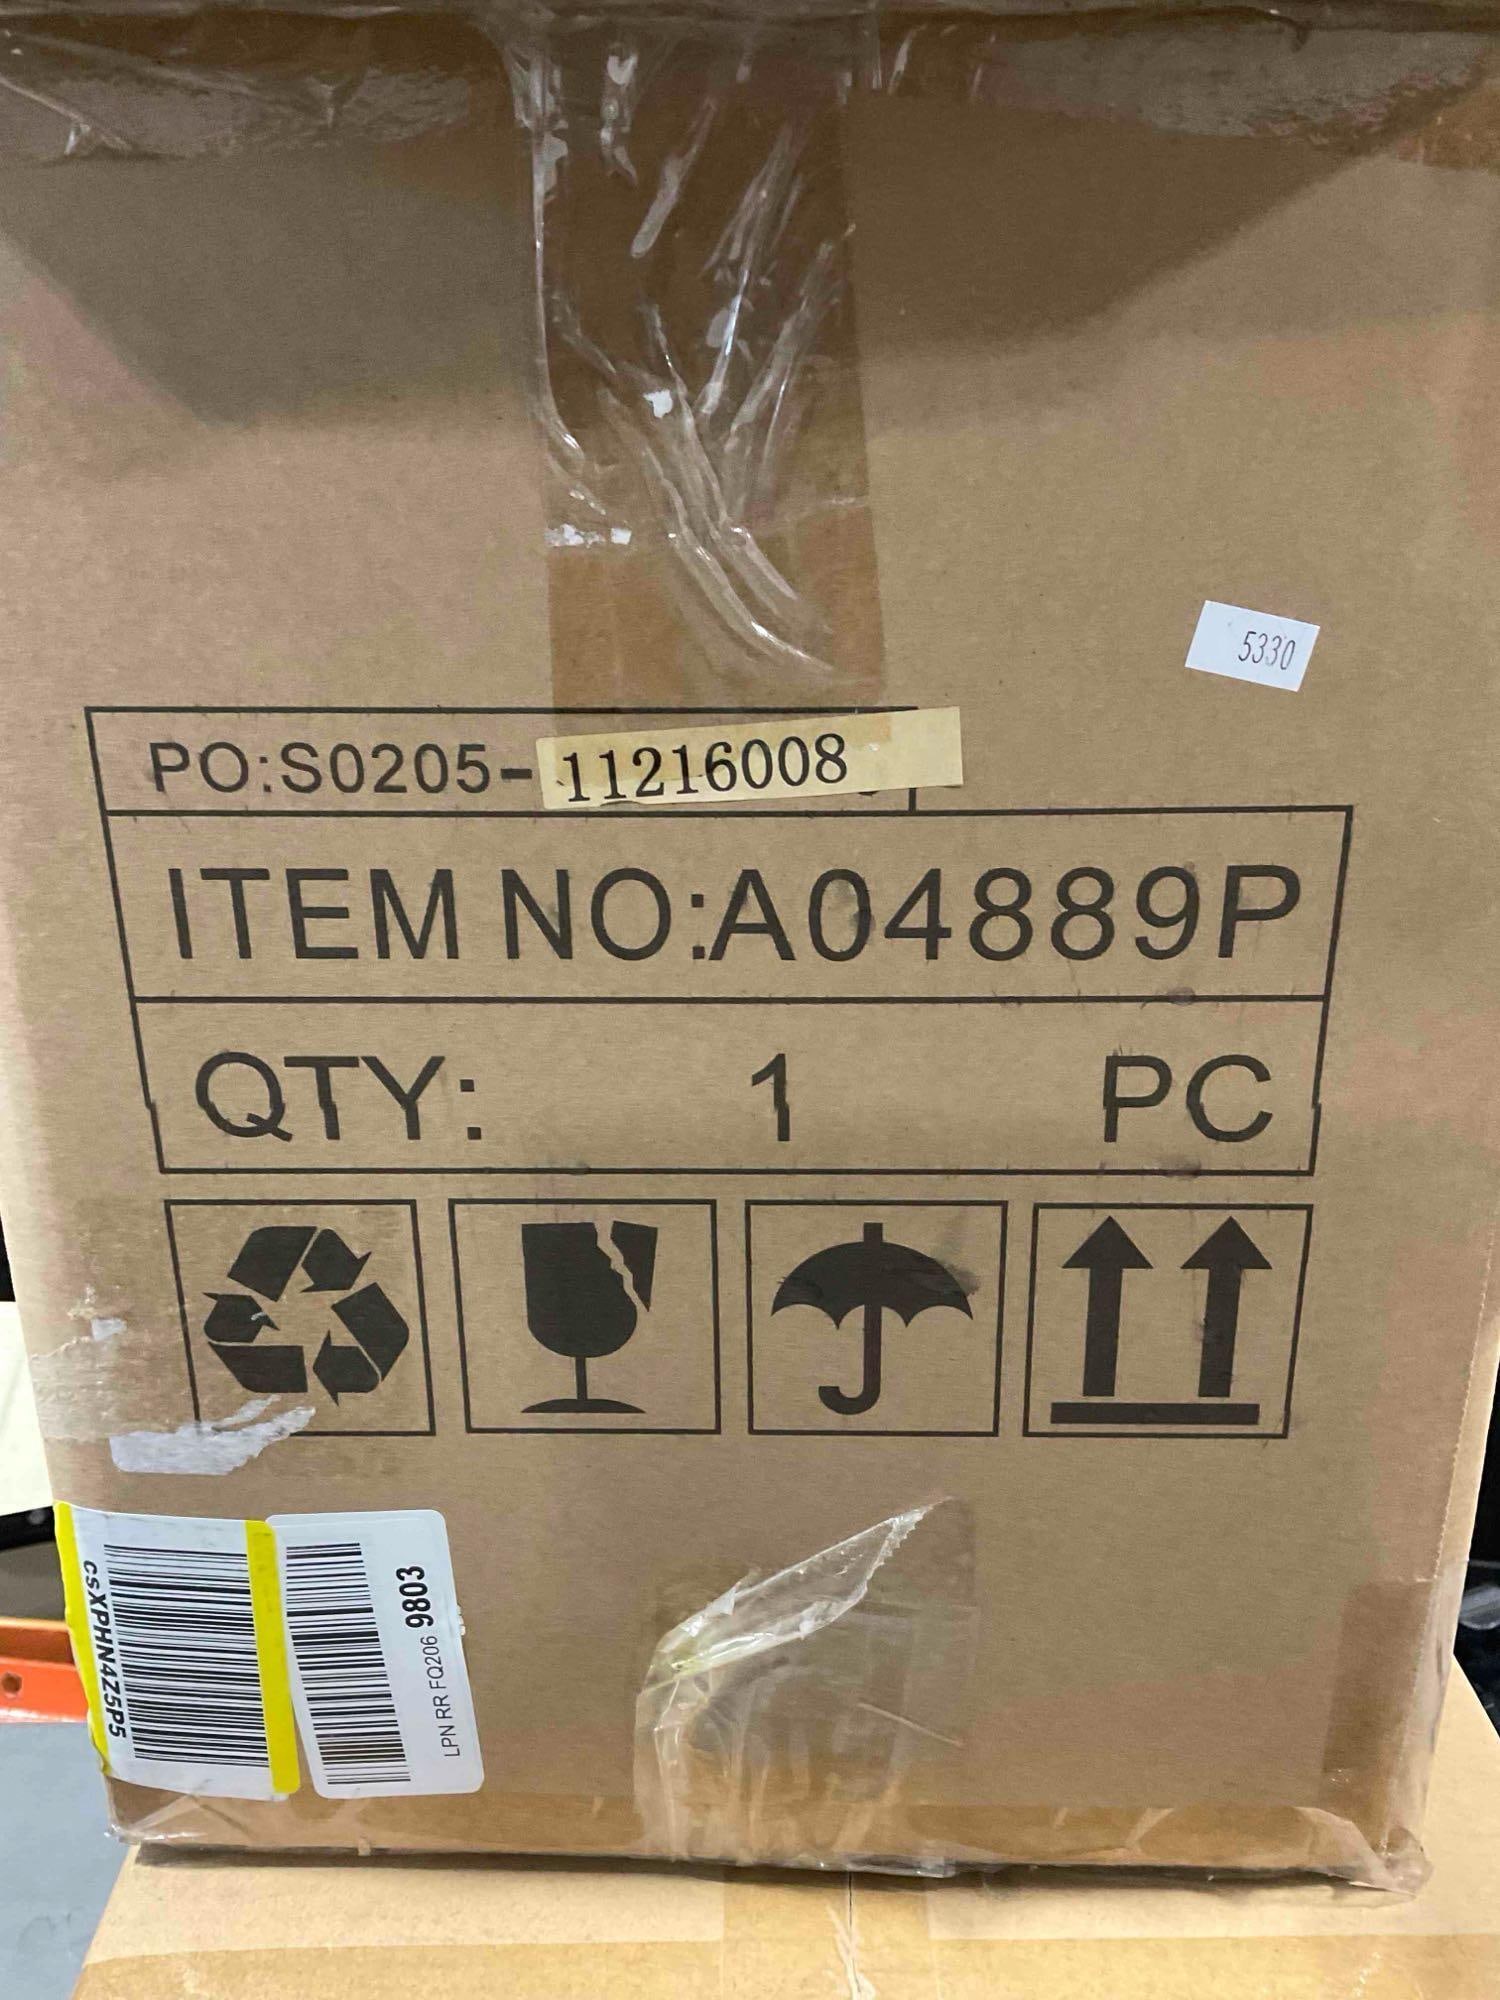 5330
PO:S0205-11216008
ITEM NO:A04889P
QTY: 1 PC
csXPHN4Z5P5
LPN RR FQ206 9803